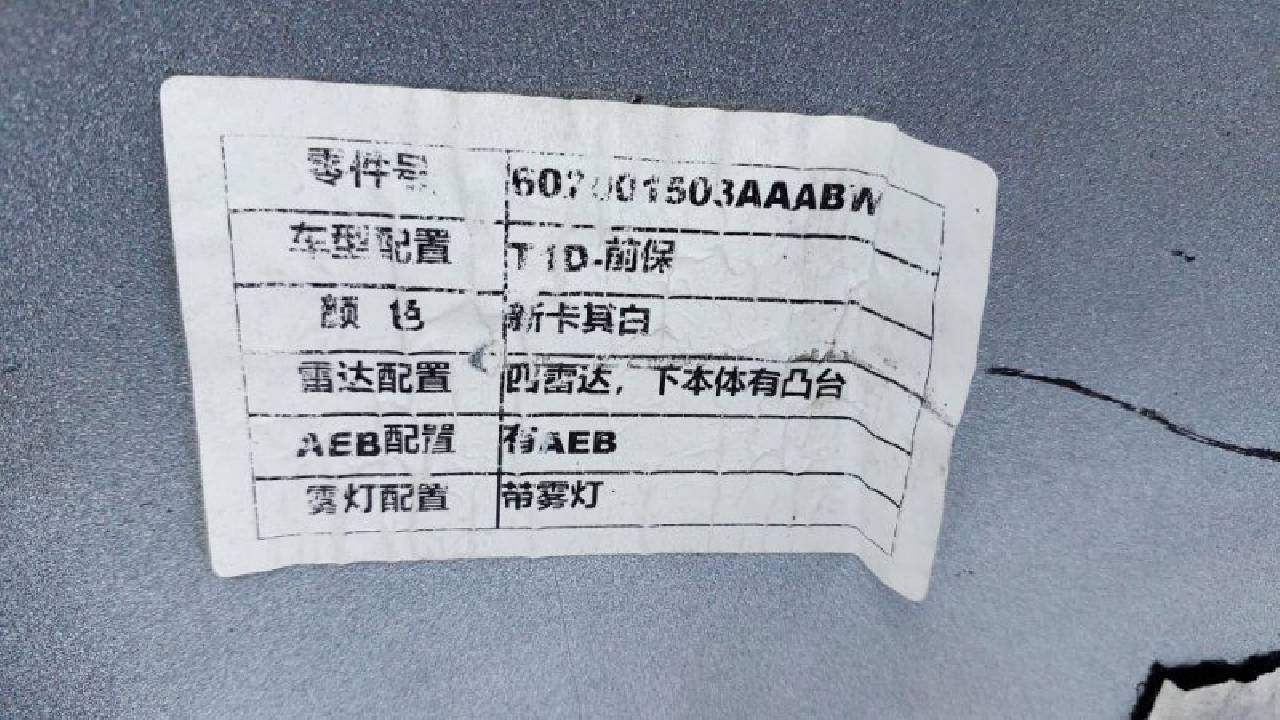 零件号 602001503AAABW
车型配置 T1D-前保
颜 色 新卡其白
雷达配置 四雷达，下本体有凸台
AEB配置 有AEB
雾灯配置 带雾灯